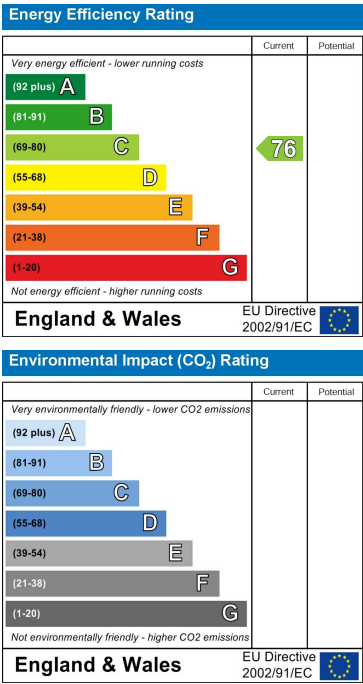 Energy Efficiency Rating
Current Potential
Very energy efficient - lower running costs
(92 plus) A
(81-91) B
(69-80) C 76
(55-68) D
(39-54) E
(21-38) F
(1-20) G
Not energy efficient - higher running costs
England & Wales EU Directive 2002/91/EC
Environmental Impact (CO₂) Rating
Current Potential
Very environmentally friendly - lower CO2 emissions
(92 plus) A
(81-91) B
(69-80) C
(55-68) D
(39-54) E
(21-38) F
(1-20) G
Not environmentally friendly - higher CO2 emissions
England & Wales EU Directive 2002/91/EC